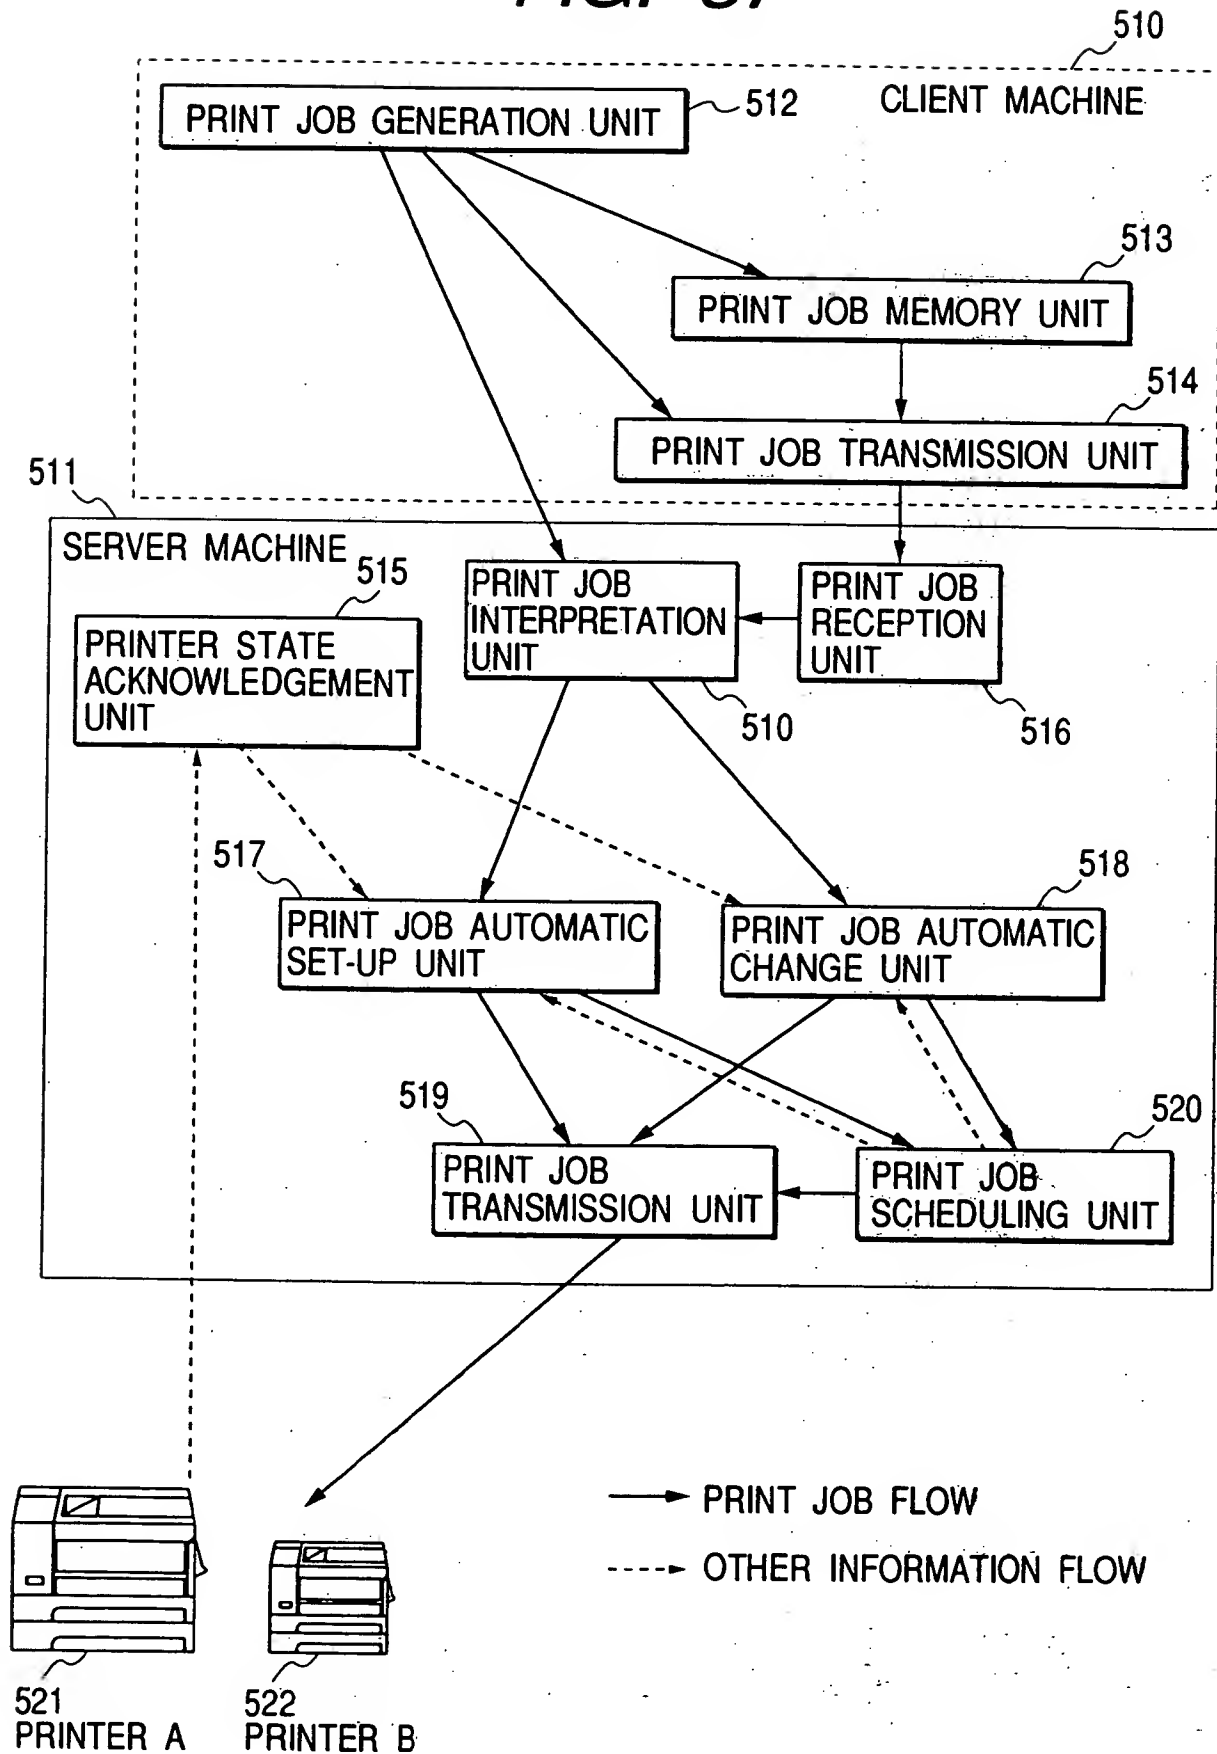 510
CLIENT MACHINE
PRINT JOB GENERATION UNIT
512
513
PRINT JOB MEMORY UNIT
514
PRINT JOB TRANSMISSION UNIT
511
SERVER MACHINE
515
PRINTER STATE
ACKNOWLEDGEMENT
UNIT
PRINT JOB
INTERPRETATION
UNIT
510
PRINT JOB
RECEPTION
UNIT
516
517
PRINT JOB AUTOMATIC
SET-UP UNIT
518
PRINT JOB AUTOMATIC
CHANGE UNIT
519
PRINT JOB
TRANSMISSION UNIT
520
PRINT JOB
SCHEDULING UNIT
PRINT JOB FLOW
OTHER INFORMATION FLOW
521
PRINTER A
522
PRINTER B